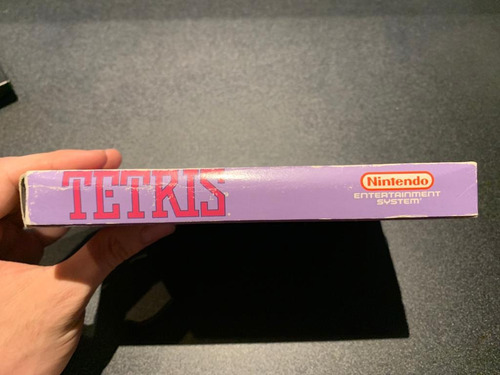 TETRIS
Nintendo
ENTERTAINMENT
SYSTEM